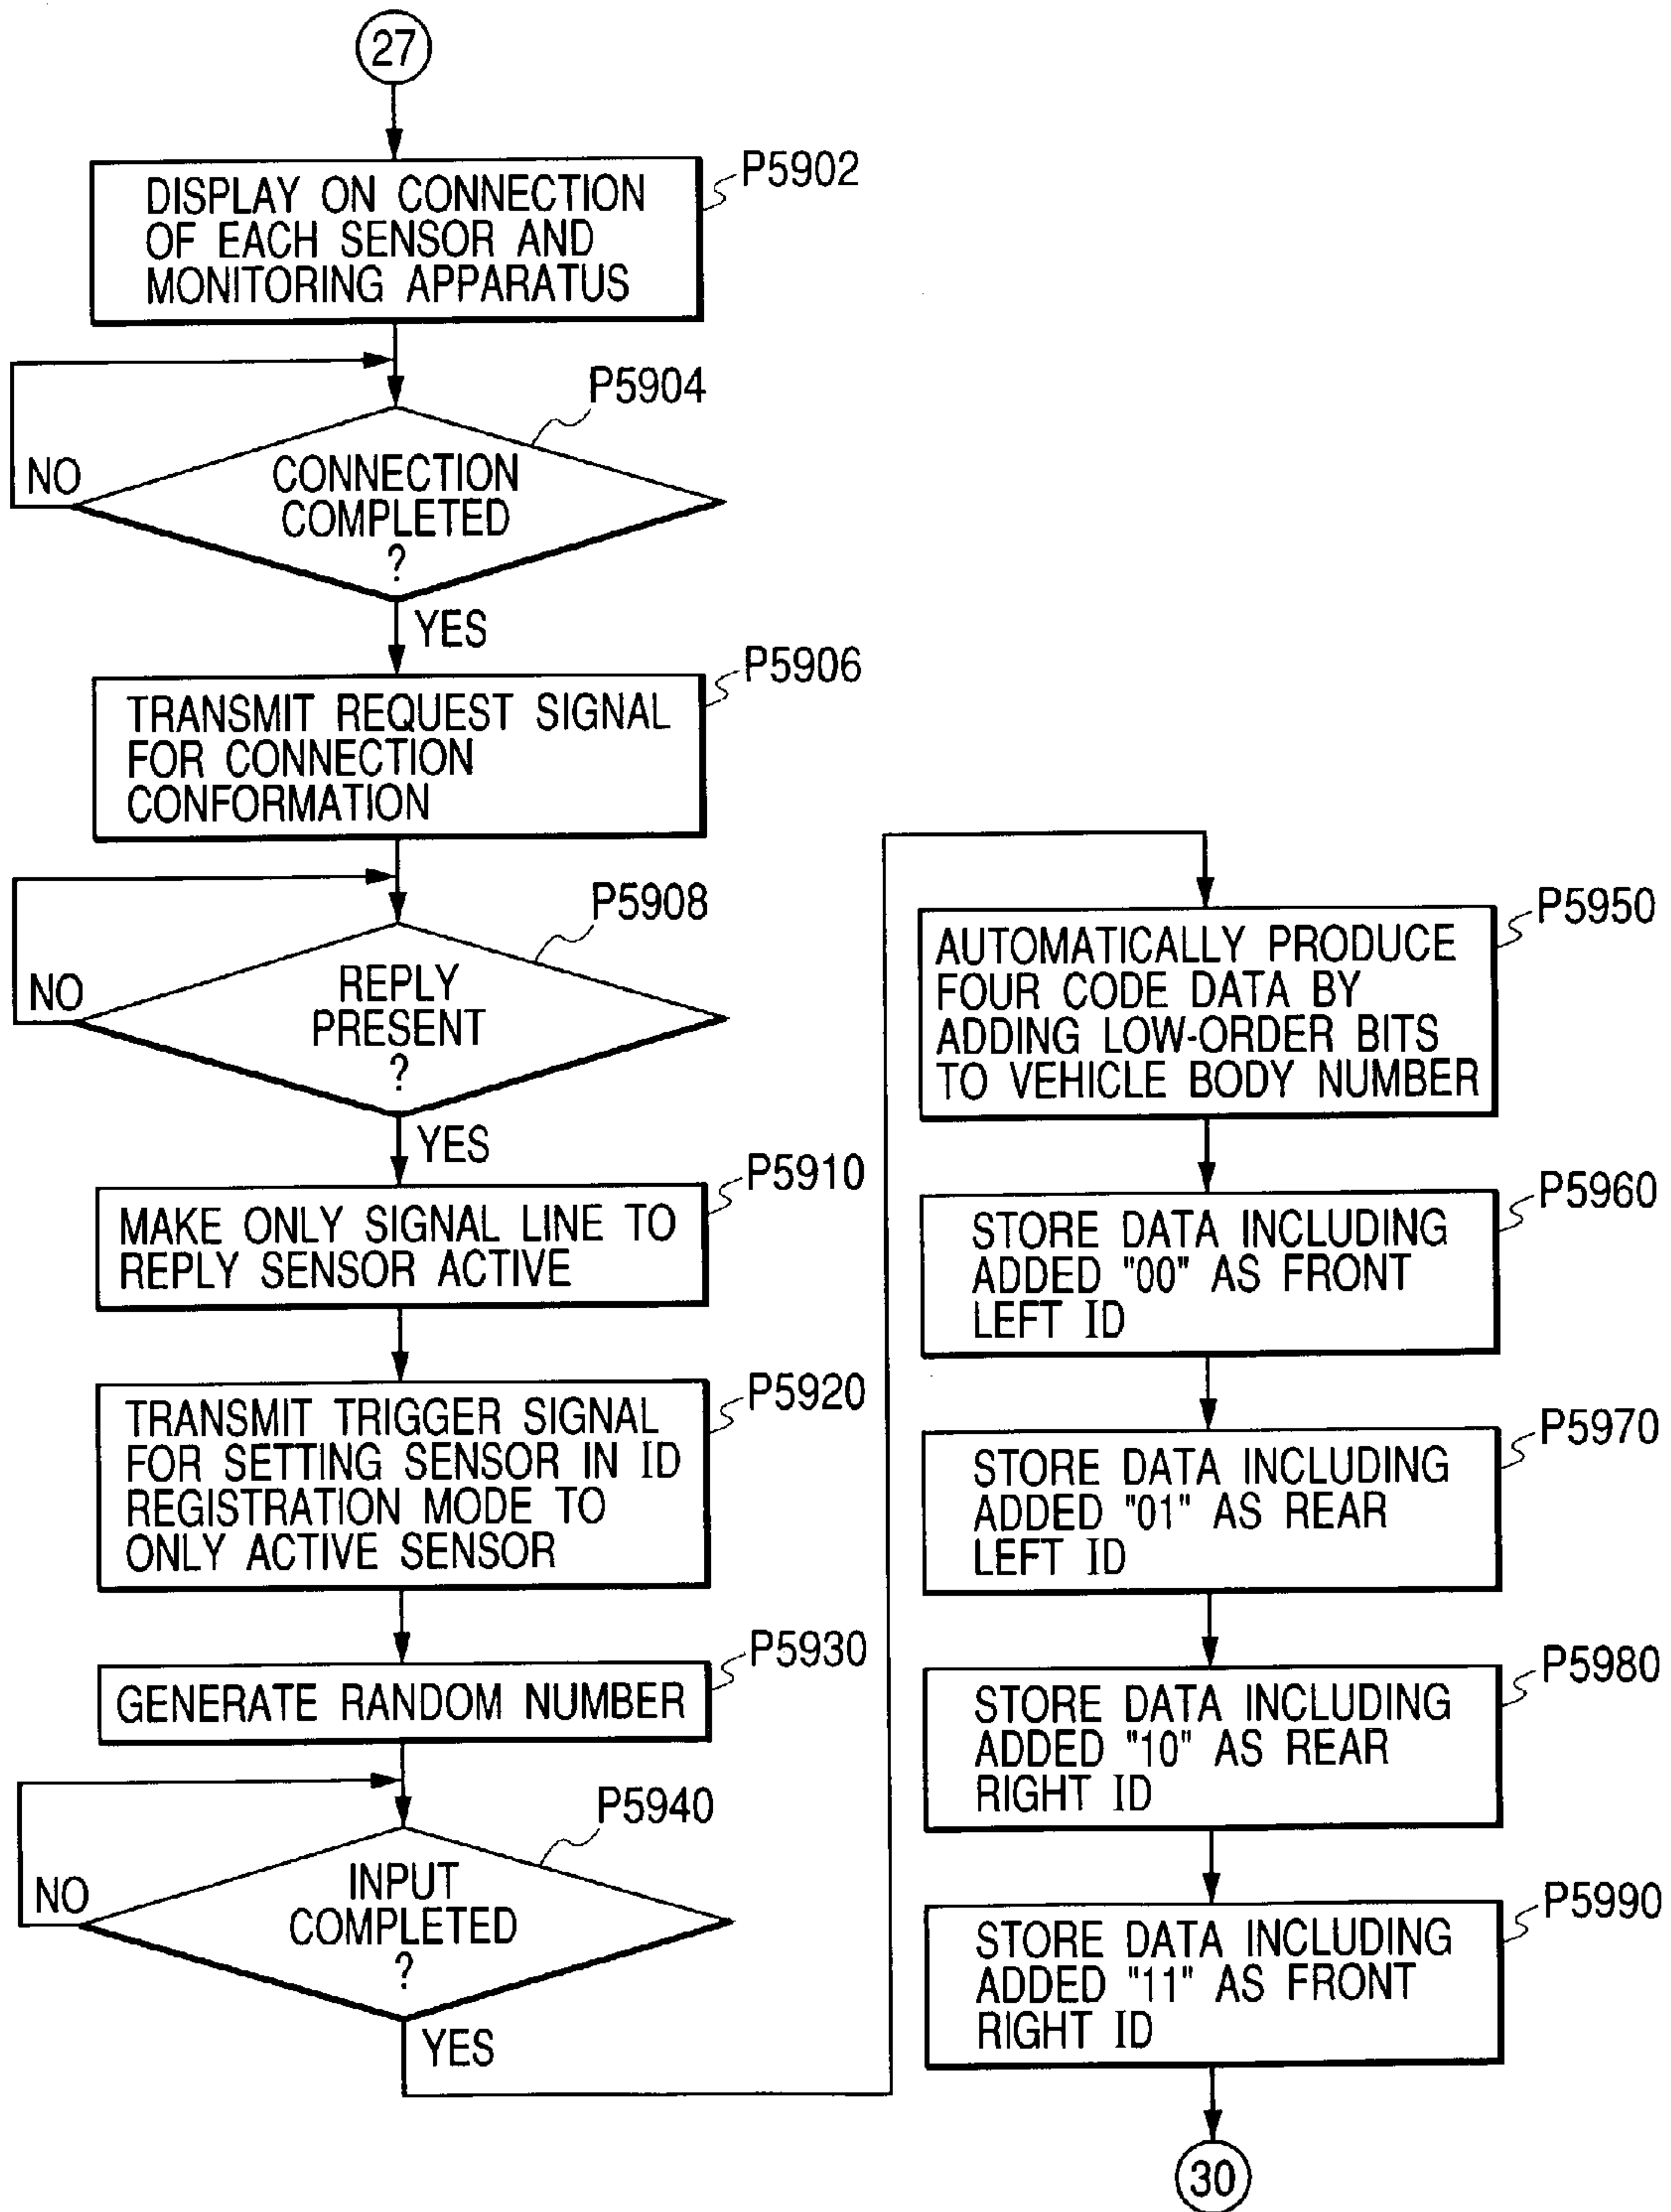 27
P5902
DISPLAY ON CONNECTION
OF EACH SENSOR AND
MONITORING APPARATUS
P5904
NO
CONNECTION
COMPLETED
?
YES
P5906
TRANSMIT REQUEST SIGNAL
FOR CONNECTION
CONFORMATION
P5908
NO
REPLY
PRESENT
?
YES
P5910
MAKE ONLY SIGNAL LINE TO
REPLY SENSOR ACTIVE
P5920
TRANSMIT TRIGGER SIGNAL
FOR SETTING SENSOR IN ID
REGISTRATION MODE TO
ONLY ACTIVE SENSOR
P5930
GENERATE RANDOM NUMBER
P5940
NO
INPUT
COMPLETED
?
YES
P5950
AUTOMATICALLY PRODUCE
FOUR CODE DATA BY
ADDING LOW-ORDER BITS
TO VEHICLE BODY NUMBER
P5960
STORE DATA INCLUDING
ADDED "00" AS FRONT
LEFT ID
P5970
STORE DATA INCLUDING
ADDED "01" AS REAR
LEFT ID
P5980
STORE DATA INCLUDING
ADDED "10" AS REAR
RIGHT ID
P5990
STORE DATA INCLUDING
ADDED "11" AS FRONT
RIGHT ID
30